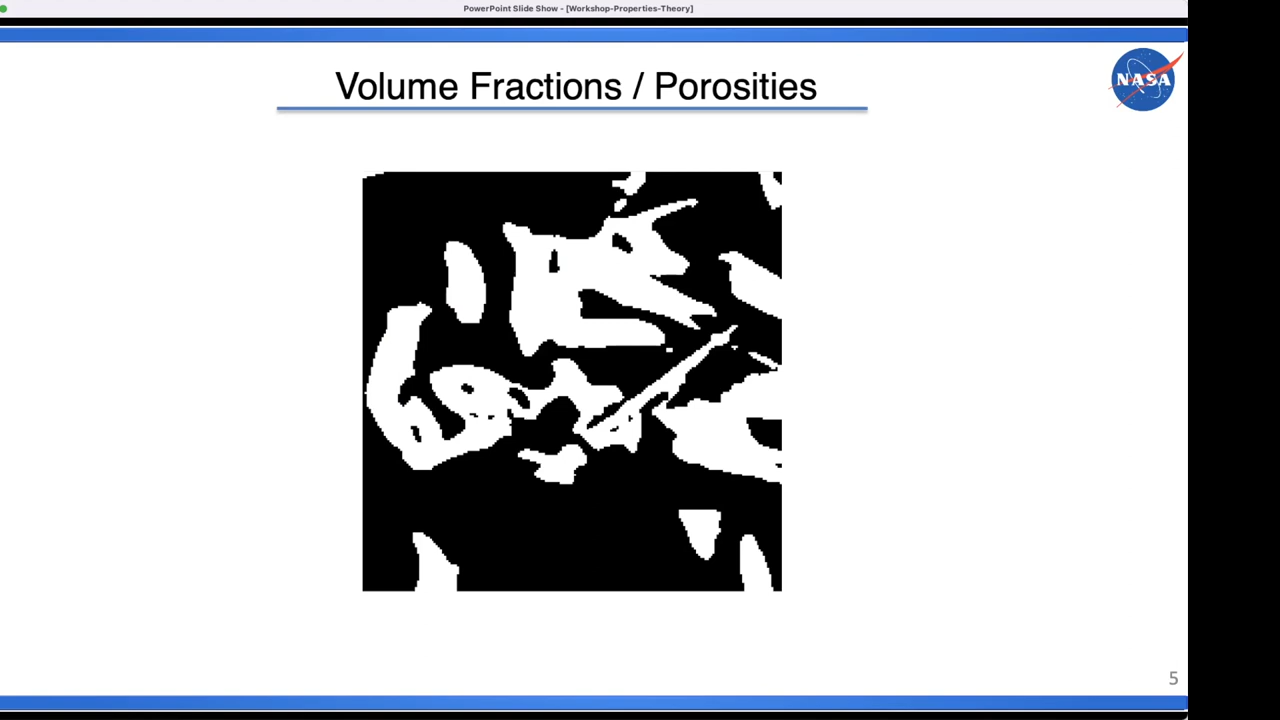 PowerPoint Slide Show - [Workshop-Properties-Theory]
Volume Fractions / Porosities
NASA
5